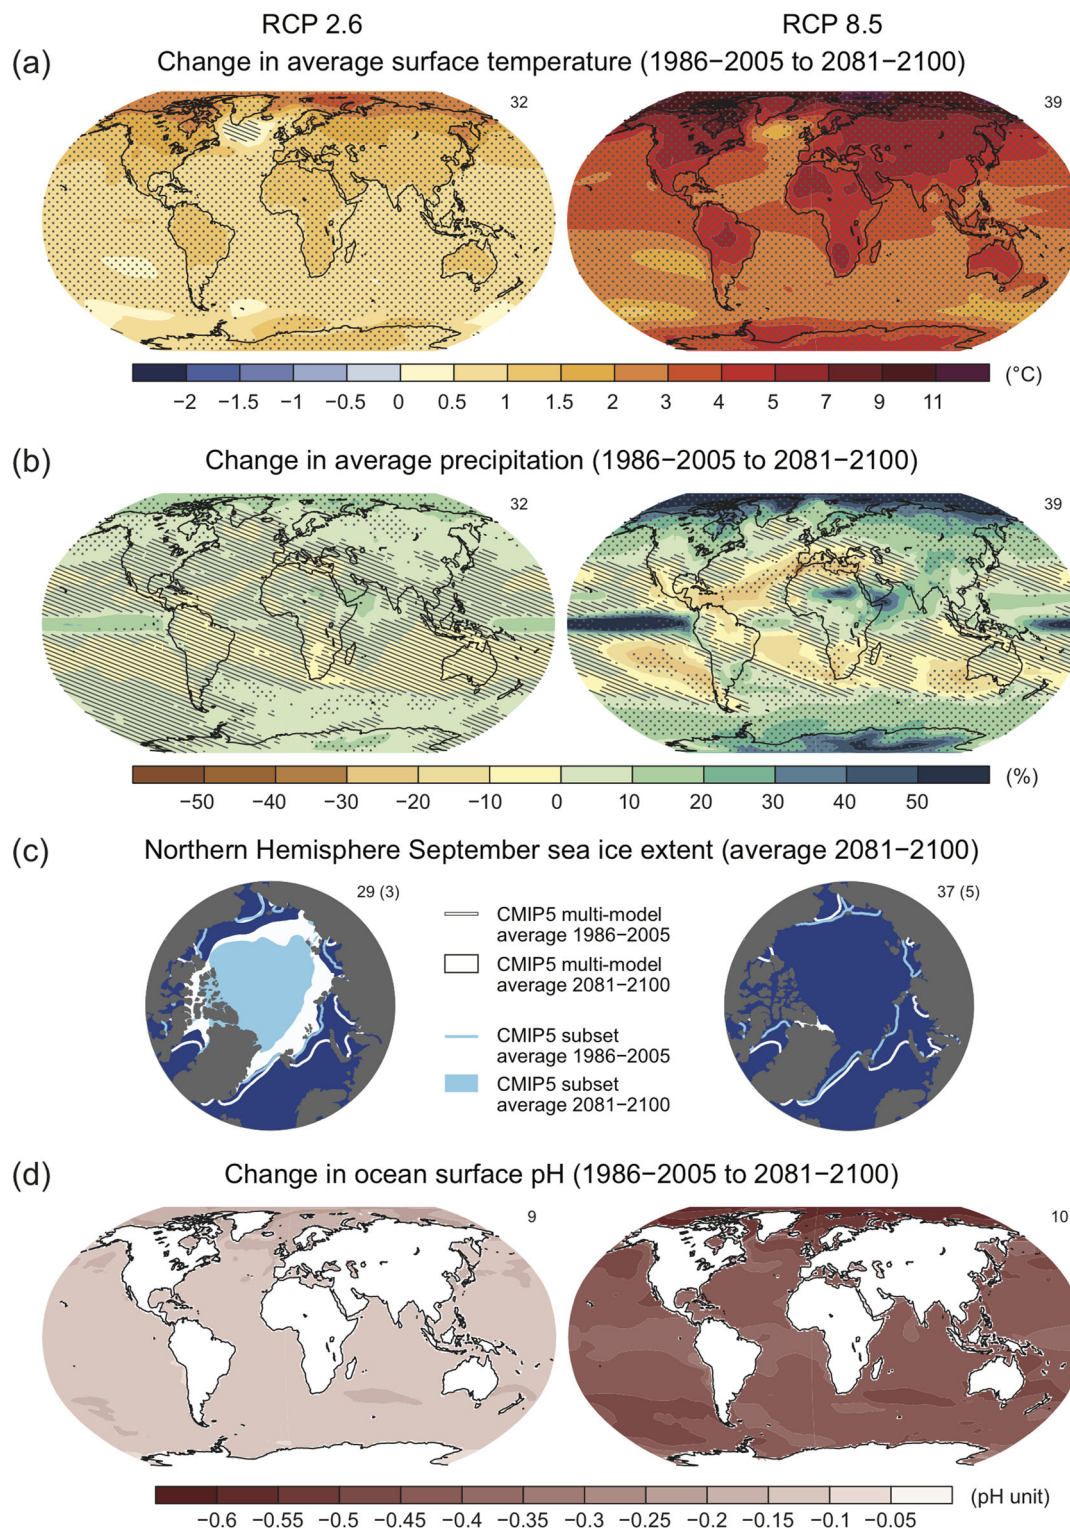 RCP 2.6
RCP 8.5
(a)
Change in average surface temperature (1986−2005 to 2081−2100)
32
39
−2 −1.5 −1 −0.5 0 0.5 1 1.5 2 3 4 5 7 9 11
(°C)
(b)
Change in average precipitation (1986−2005 to 2081−2100)
32
39
−50 −40 −30 −20 −10 0 10 20 30 40 50
(%)
(c)
Northern Hemisphere September sea ice extent (average 2081−2100)
29 (3)
37 (5)
CMIP5 multi-model
average 1986−2005
CMIP5 multi-model
average 2081−2100
CMIP5 subset
average 1986−2005
CMIP5 subset
average 2081−2100
(d)
Change in ocean surface pH (1986−2005 to 2081−2100)
9
10
−0.6 −0.55 −0.5 −0.45 −0.4 −0.35 −0.3 −0.25 −0.2 −0.15 −0.1 −0.05
(pH unit)